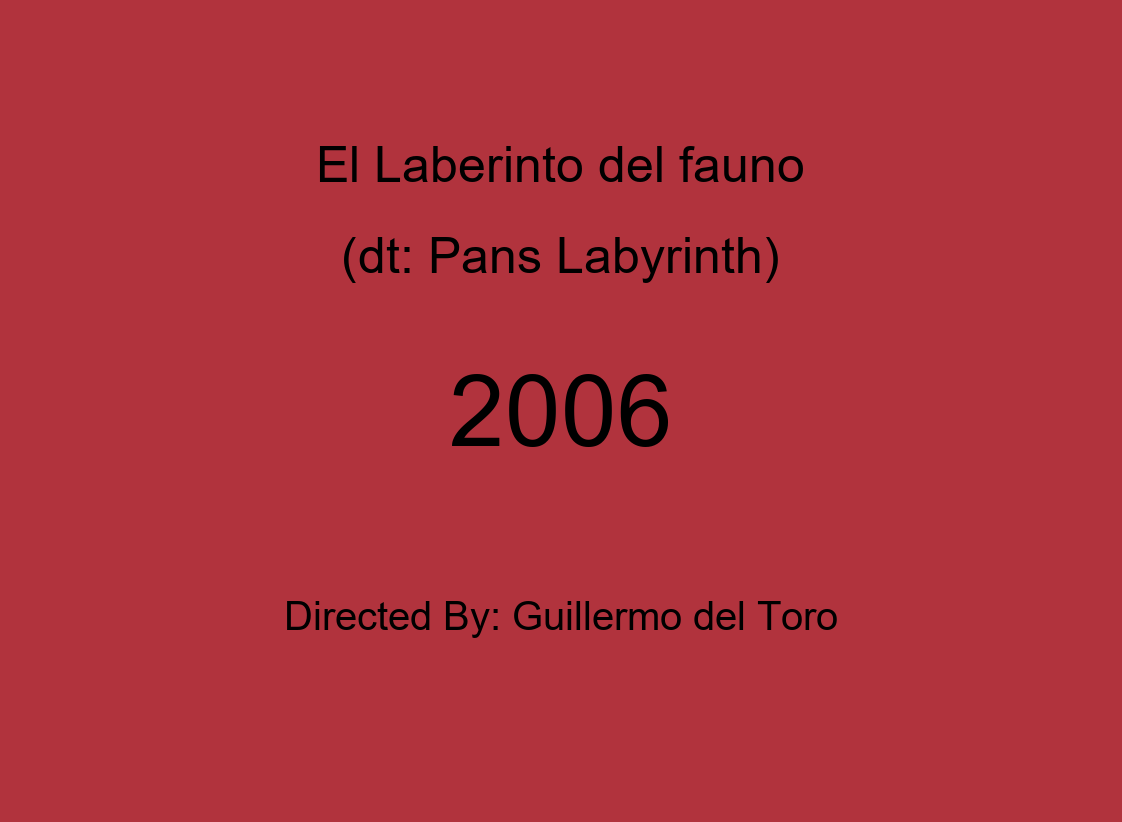 El Laberinto del fauno
(dt: Pans Labyrinth)
2006
Directed By: Guillermo del Toro